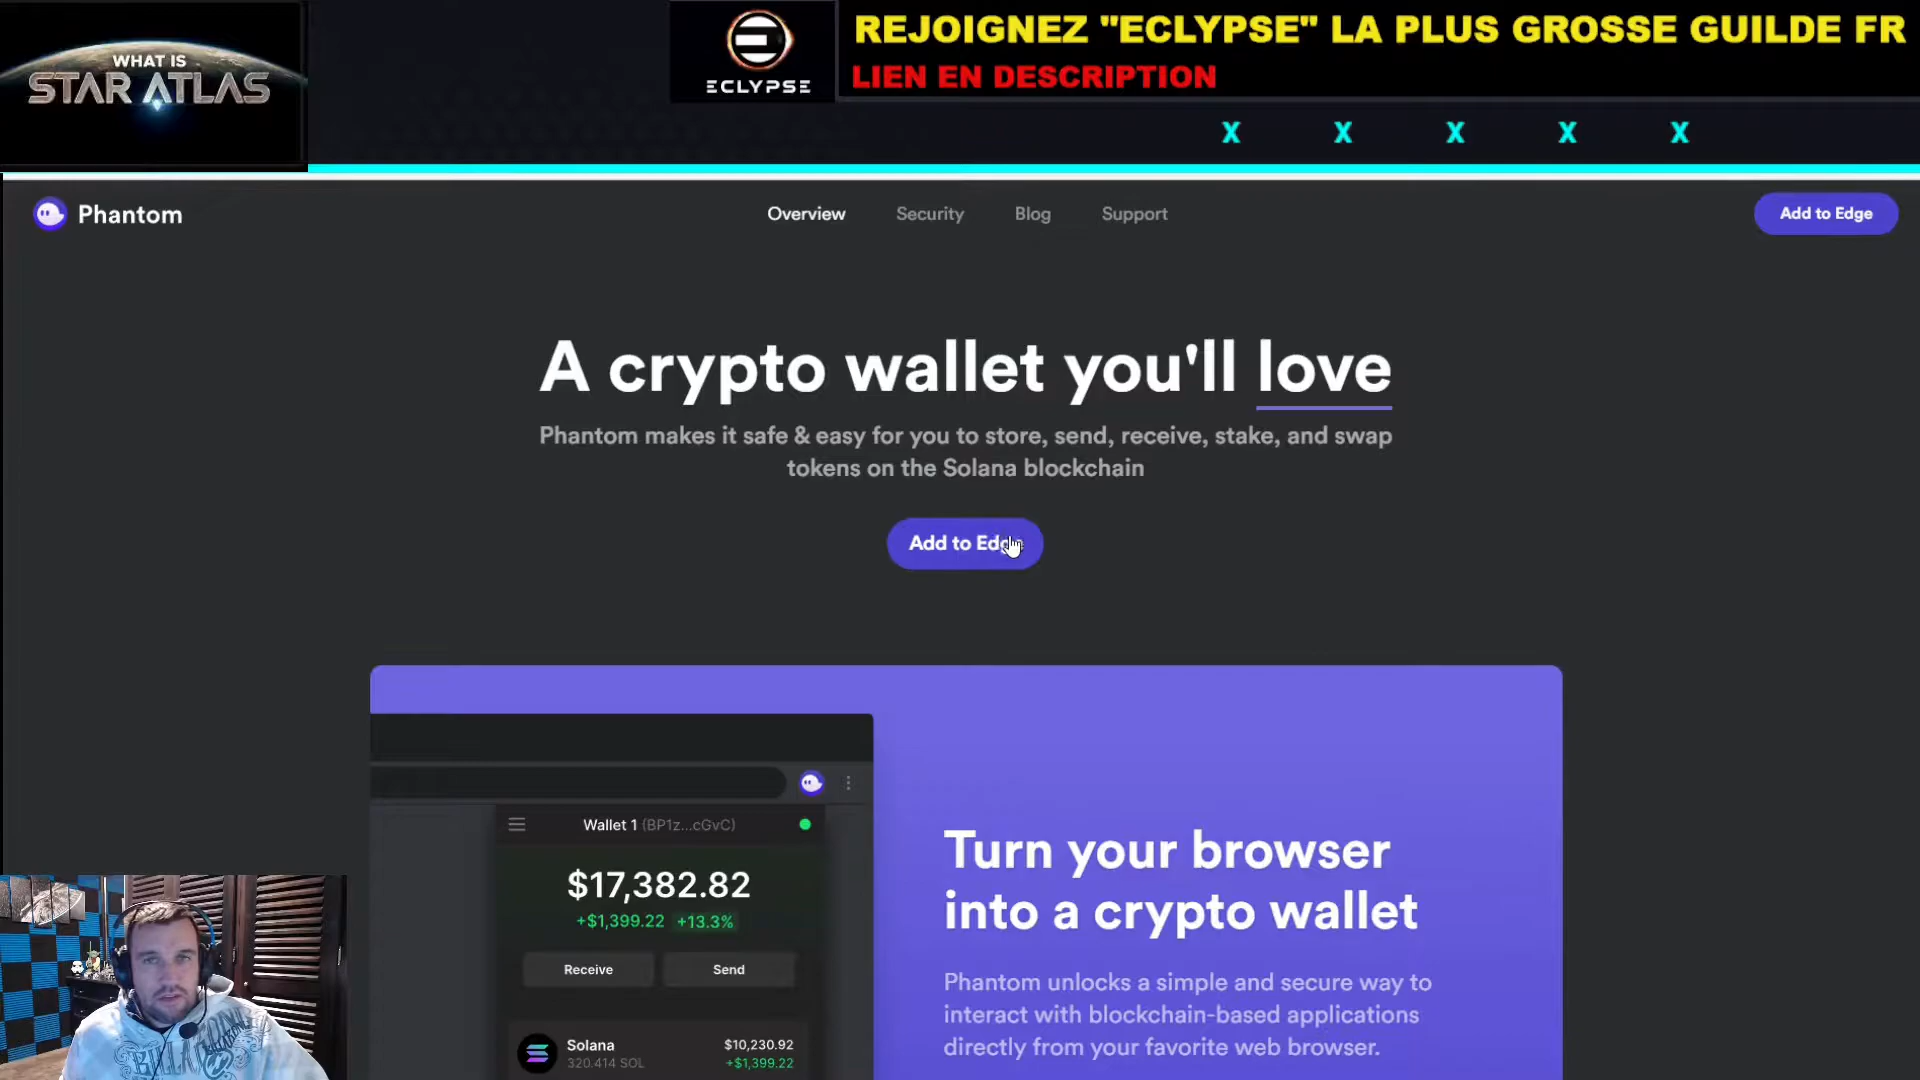 WHAT IS
STAR ATLAS
ECLYPSE
REJOIGNEZ "ECLYPSE" LA PLUS GROSSE GUILDE FR
LIEN EN DESCRIPTION
X X X X X
Phantom
Overview Security Blog Support
Add to Edge
A crypto wallet you'll love
Phantom makes it safe & easy for you to store, send, receive, stake, and swap
tokens on the Solana blockchain
Add to Edge
Wallet 1 (BP1z...cGvC)
$17,382.82
+$1,399.22 +13.3%
Receive Send
Solana $10,230.92
320.414 SOL +$1,399.22
Turn your browser
into a crypto wallet
Phantom unlocks a simple and secure way to
interact with blockchain-based applications
directly from your favorite web browser.